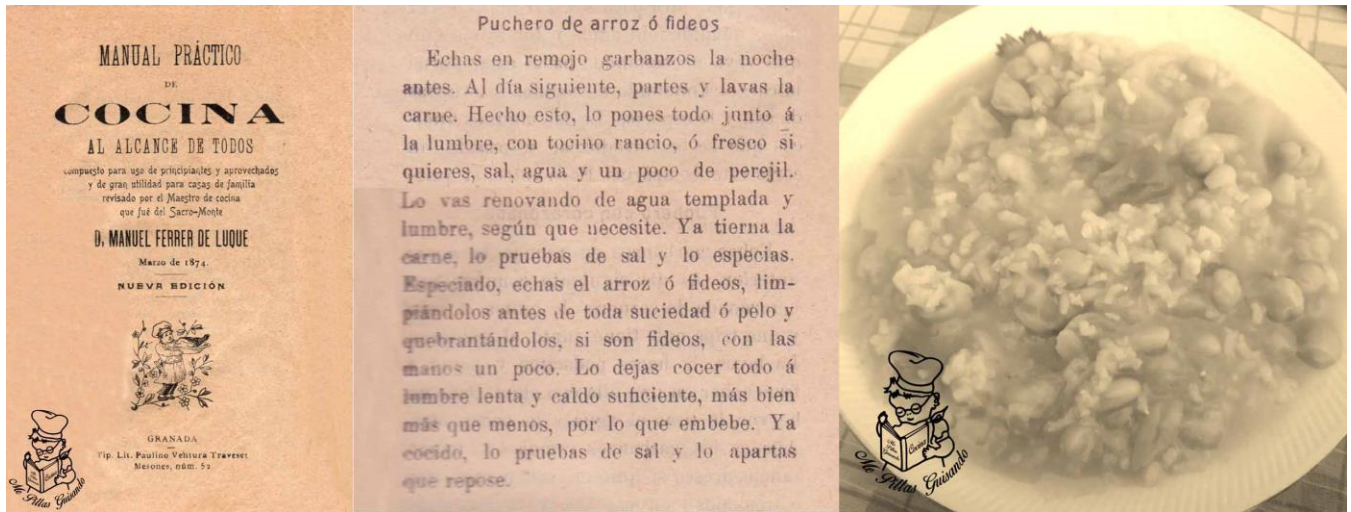 MANUAL PRÁCTICO
DE
COCINA
AL ALCANCE DE TODOS
compuesto para uso de principiantes y aprovechados
y de gran utilidad para casas de familia
revisado por el Maestro de cocina
que fué del Sacro-Monte
D. MANUEL FERRER DE LUQUE
Marzo de 1874.
NUEVA EDICIÓN
GRANADA
Tip. Lit. Paulino Ventura Traveset
Mesones, núm. 52
Me Pillas Guisando
Puchero de arroz ó fideos
Echas en remojo garbanzos la noche
antes. Al día siguiente, partes y lavas la
carne. Hecho esto, lo pones todo junto á
la lumbre, con tocino rancio, ó fresco si
quieres, sal, agua y un poco de perejil.
Lo vas renovando de agua templada y
lumbre, según que necesite. Ya tierna la
carne, lo pruebas de sal y lo especias.
Especiado, echas el arroz ó fideos, lim-
piándolos antes de toda suciedad ó pelo y
quebrantándolos, si son fideos, con las
manos un poco. Lo dejas cocer todo á
lumbre lenta y caldo suficiente, más bien
más que menos, por lo que embebe. Ya
cocido, lo pruebas de sal y lo apartas
que repose.
Cocina
Me Pillas Guisando